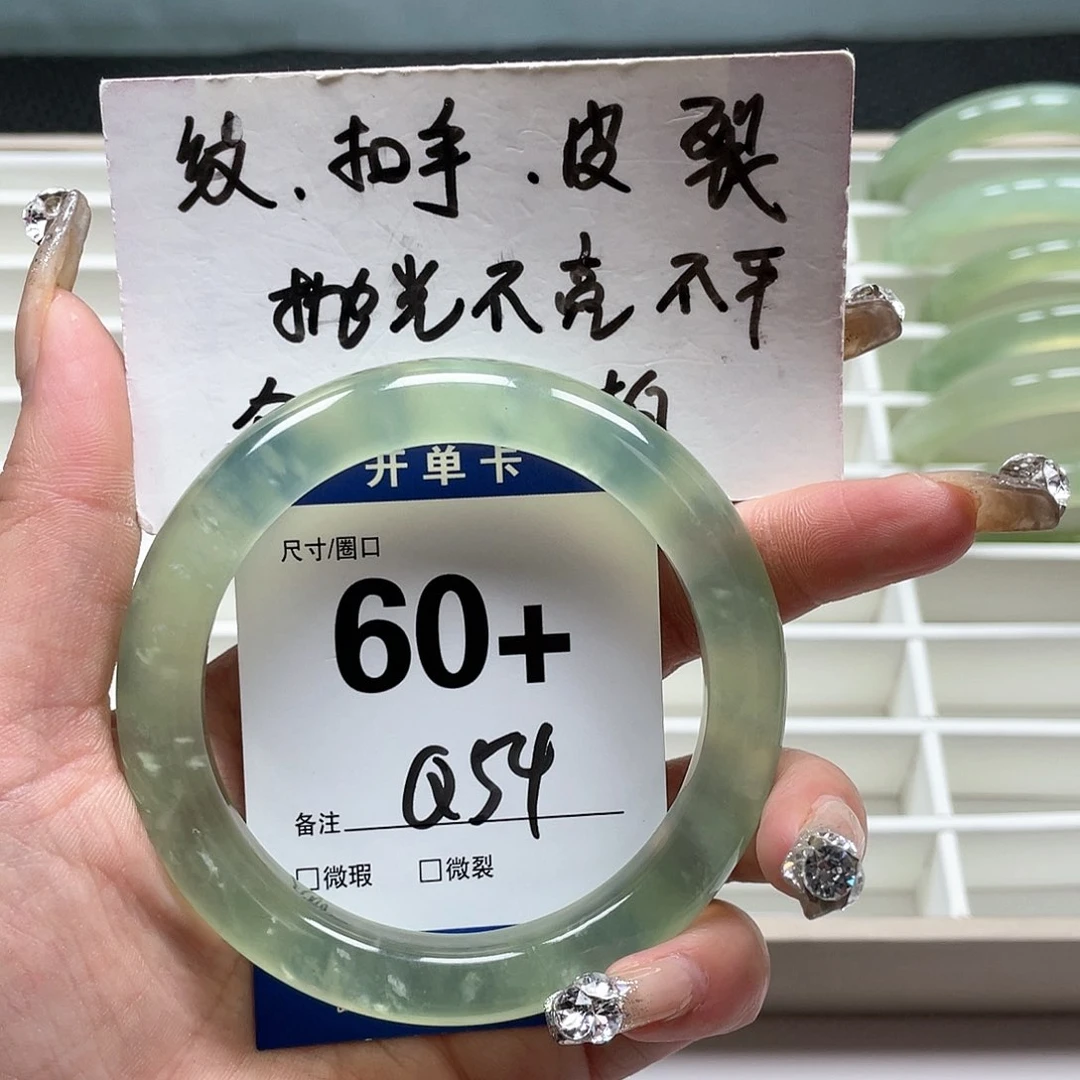 纹.扣手.皮裂
抛光不亮不平
开单卡
尺寸/圈口
60+
Q54
备注
□微瑕 □微裂